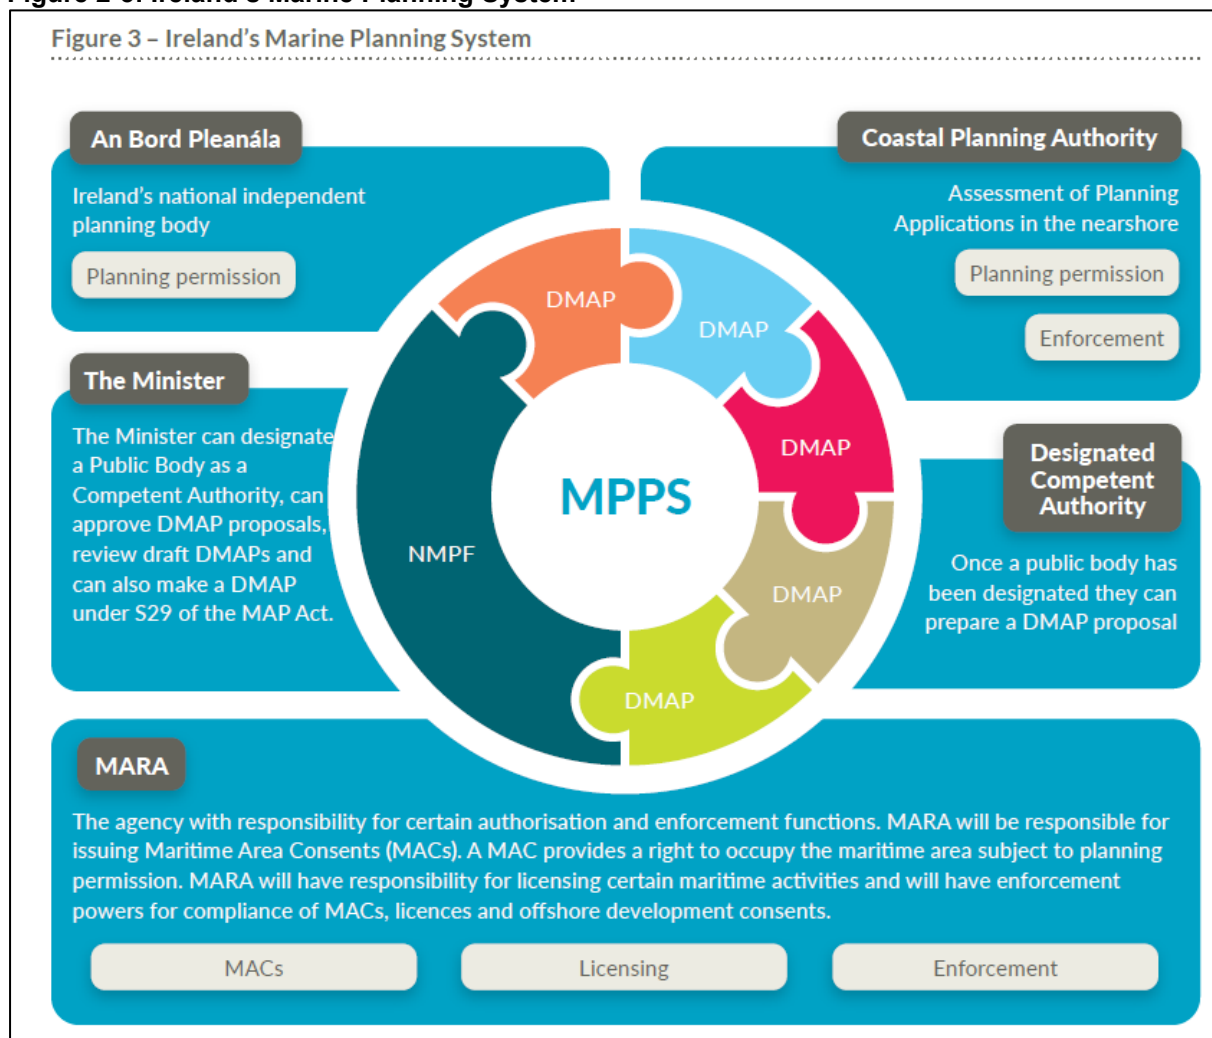 Figure 3 – Ireland's Marine Planning System
An Bord Pleanála
Ireland's national independent
planning body
Planning permission
Coastal Planning Authority
Assessment of Planning
Applications in the nearshore
Planning permission
Enforcement
The Minister
The Minister can designate
a Public Body as a
Competent Authority, can
approve DMAP proposals,
review draft DMAPs and
can also make a DMAP
under S29 of the MAP Act.
DMAP
DMAP
DMAP
DMAP
DMAP
NMPF
MPPS
Designated
Competent
Authority
Once a public body has
been designated they can
prepare a DMAP proposal
MARA
The agency with responsibility for certain authorisation and enforcement functions. MARA will be responsible for
issuing Maritime Area Consents (MACs). A MAC provides a right to occupy the maritime area subject to planning
permission. MARA will have responsibility for licensing certain maritime activities and will have enforcement
powers for compliance of MACs, licences and offshore development consents.
MACs
Licensing
Enforcement